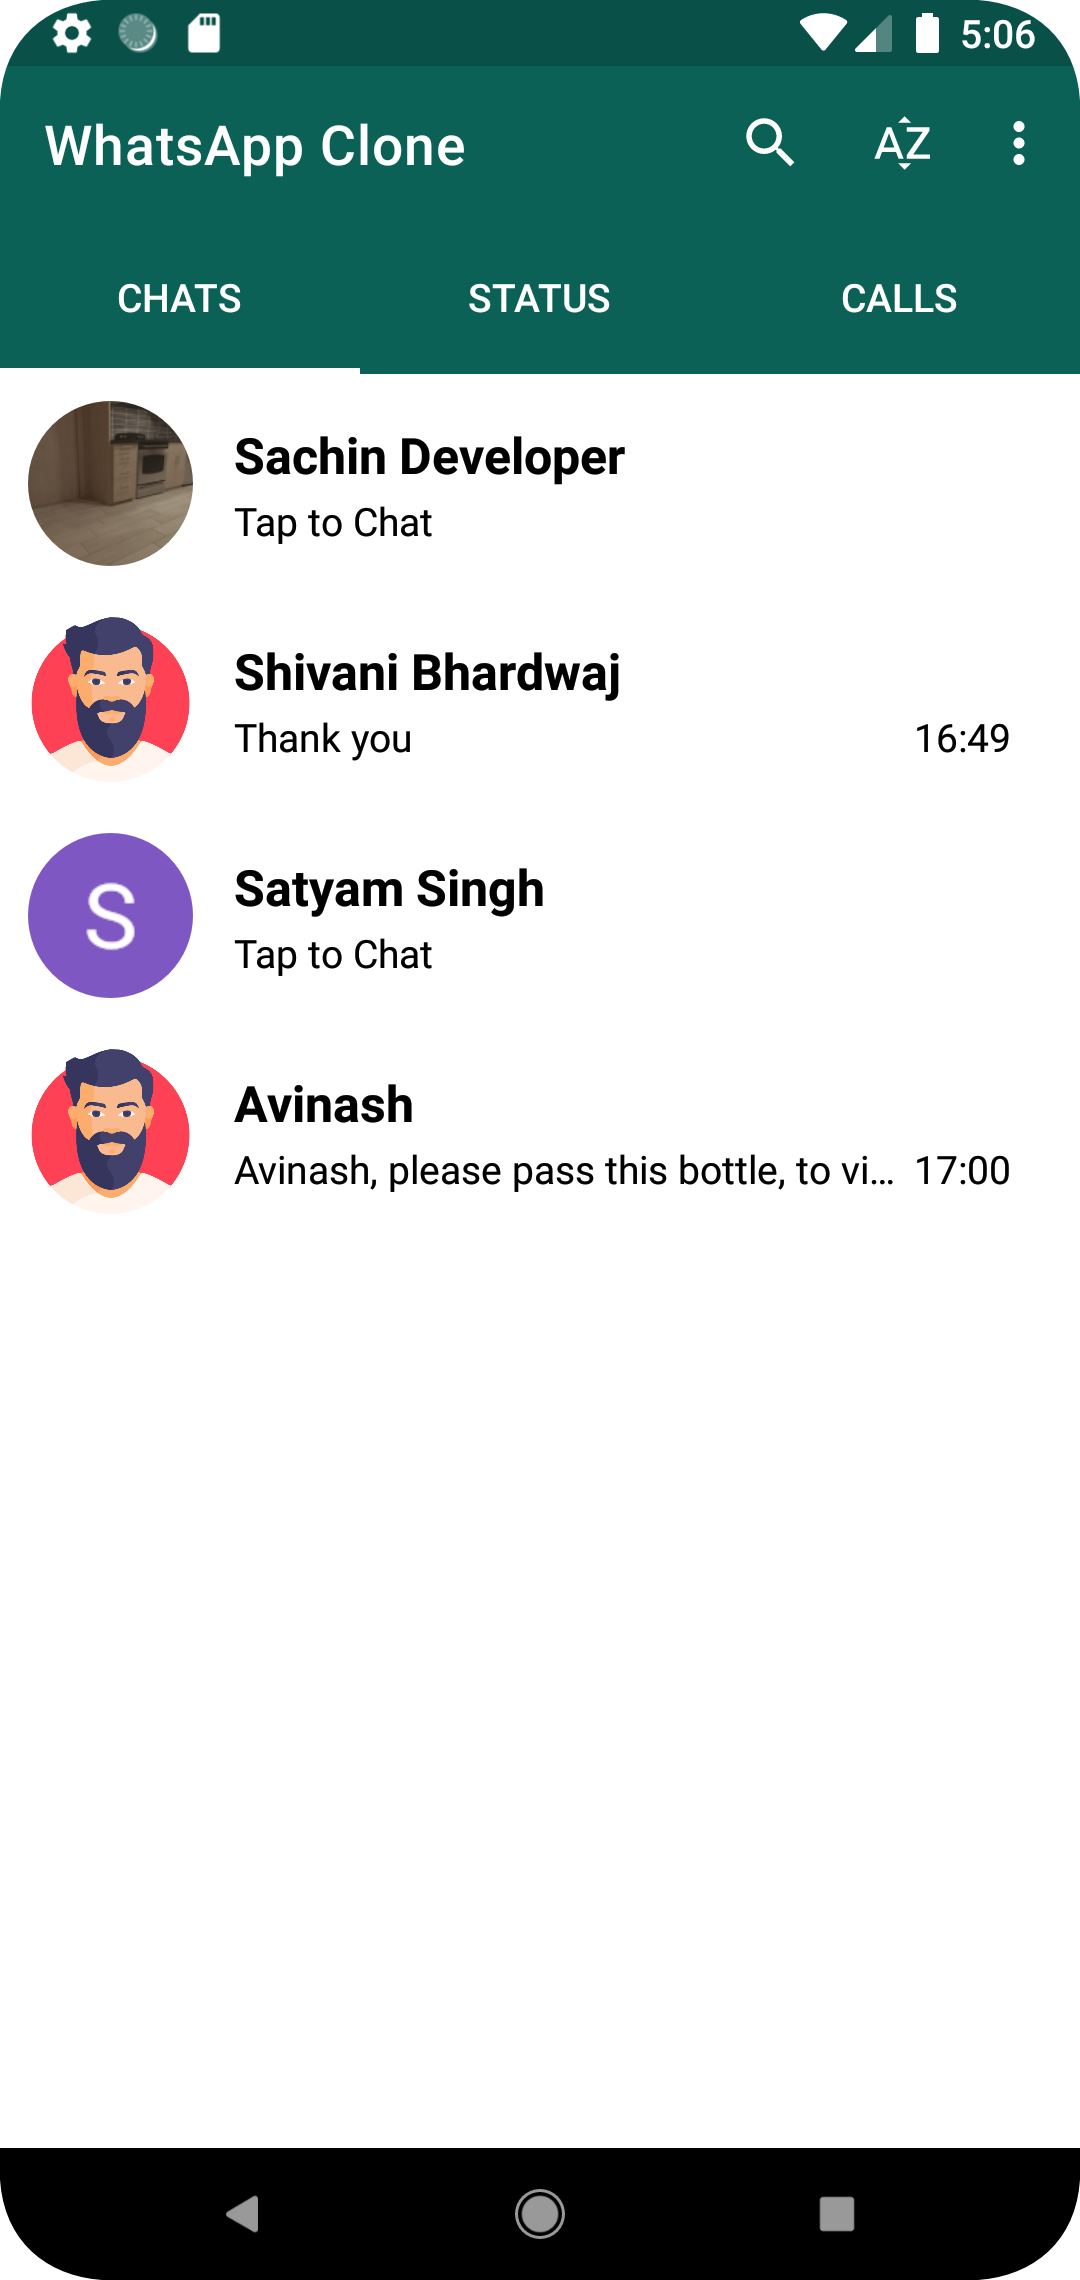 5:06
WhatsApp Clone
AZ
CHATS STATUS CALLS
Sachin Developer
Tap to Chat
Shivani Bhardwaj
Thank you 16:49
S
Satyam Singh
Tap to Chat
Avinash
Avinash, please pass this bottle, to vi... 17:00